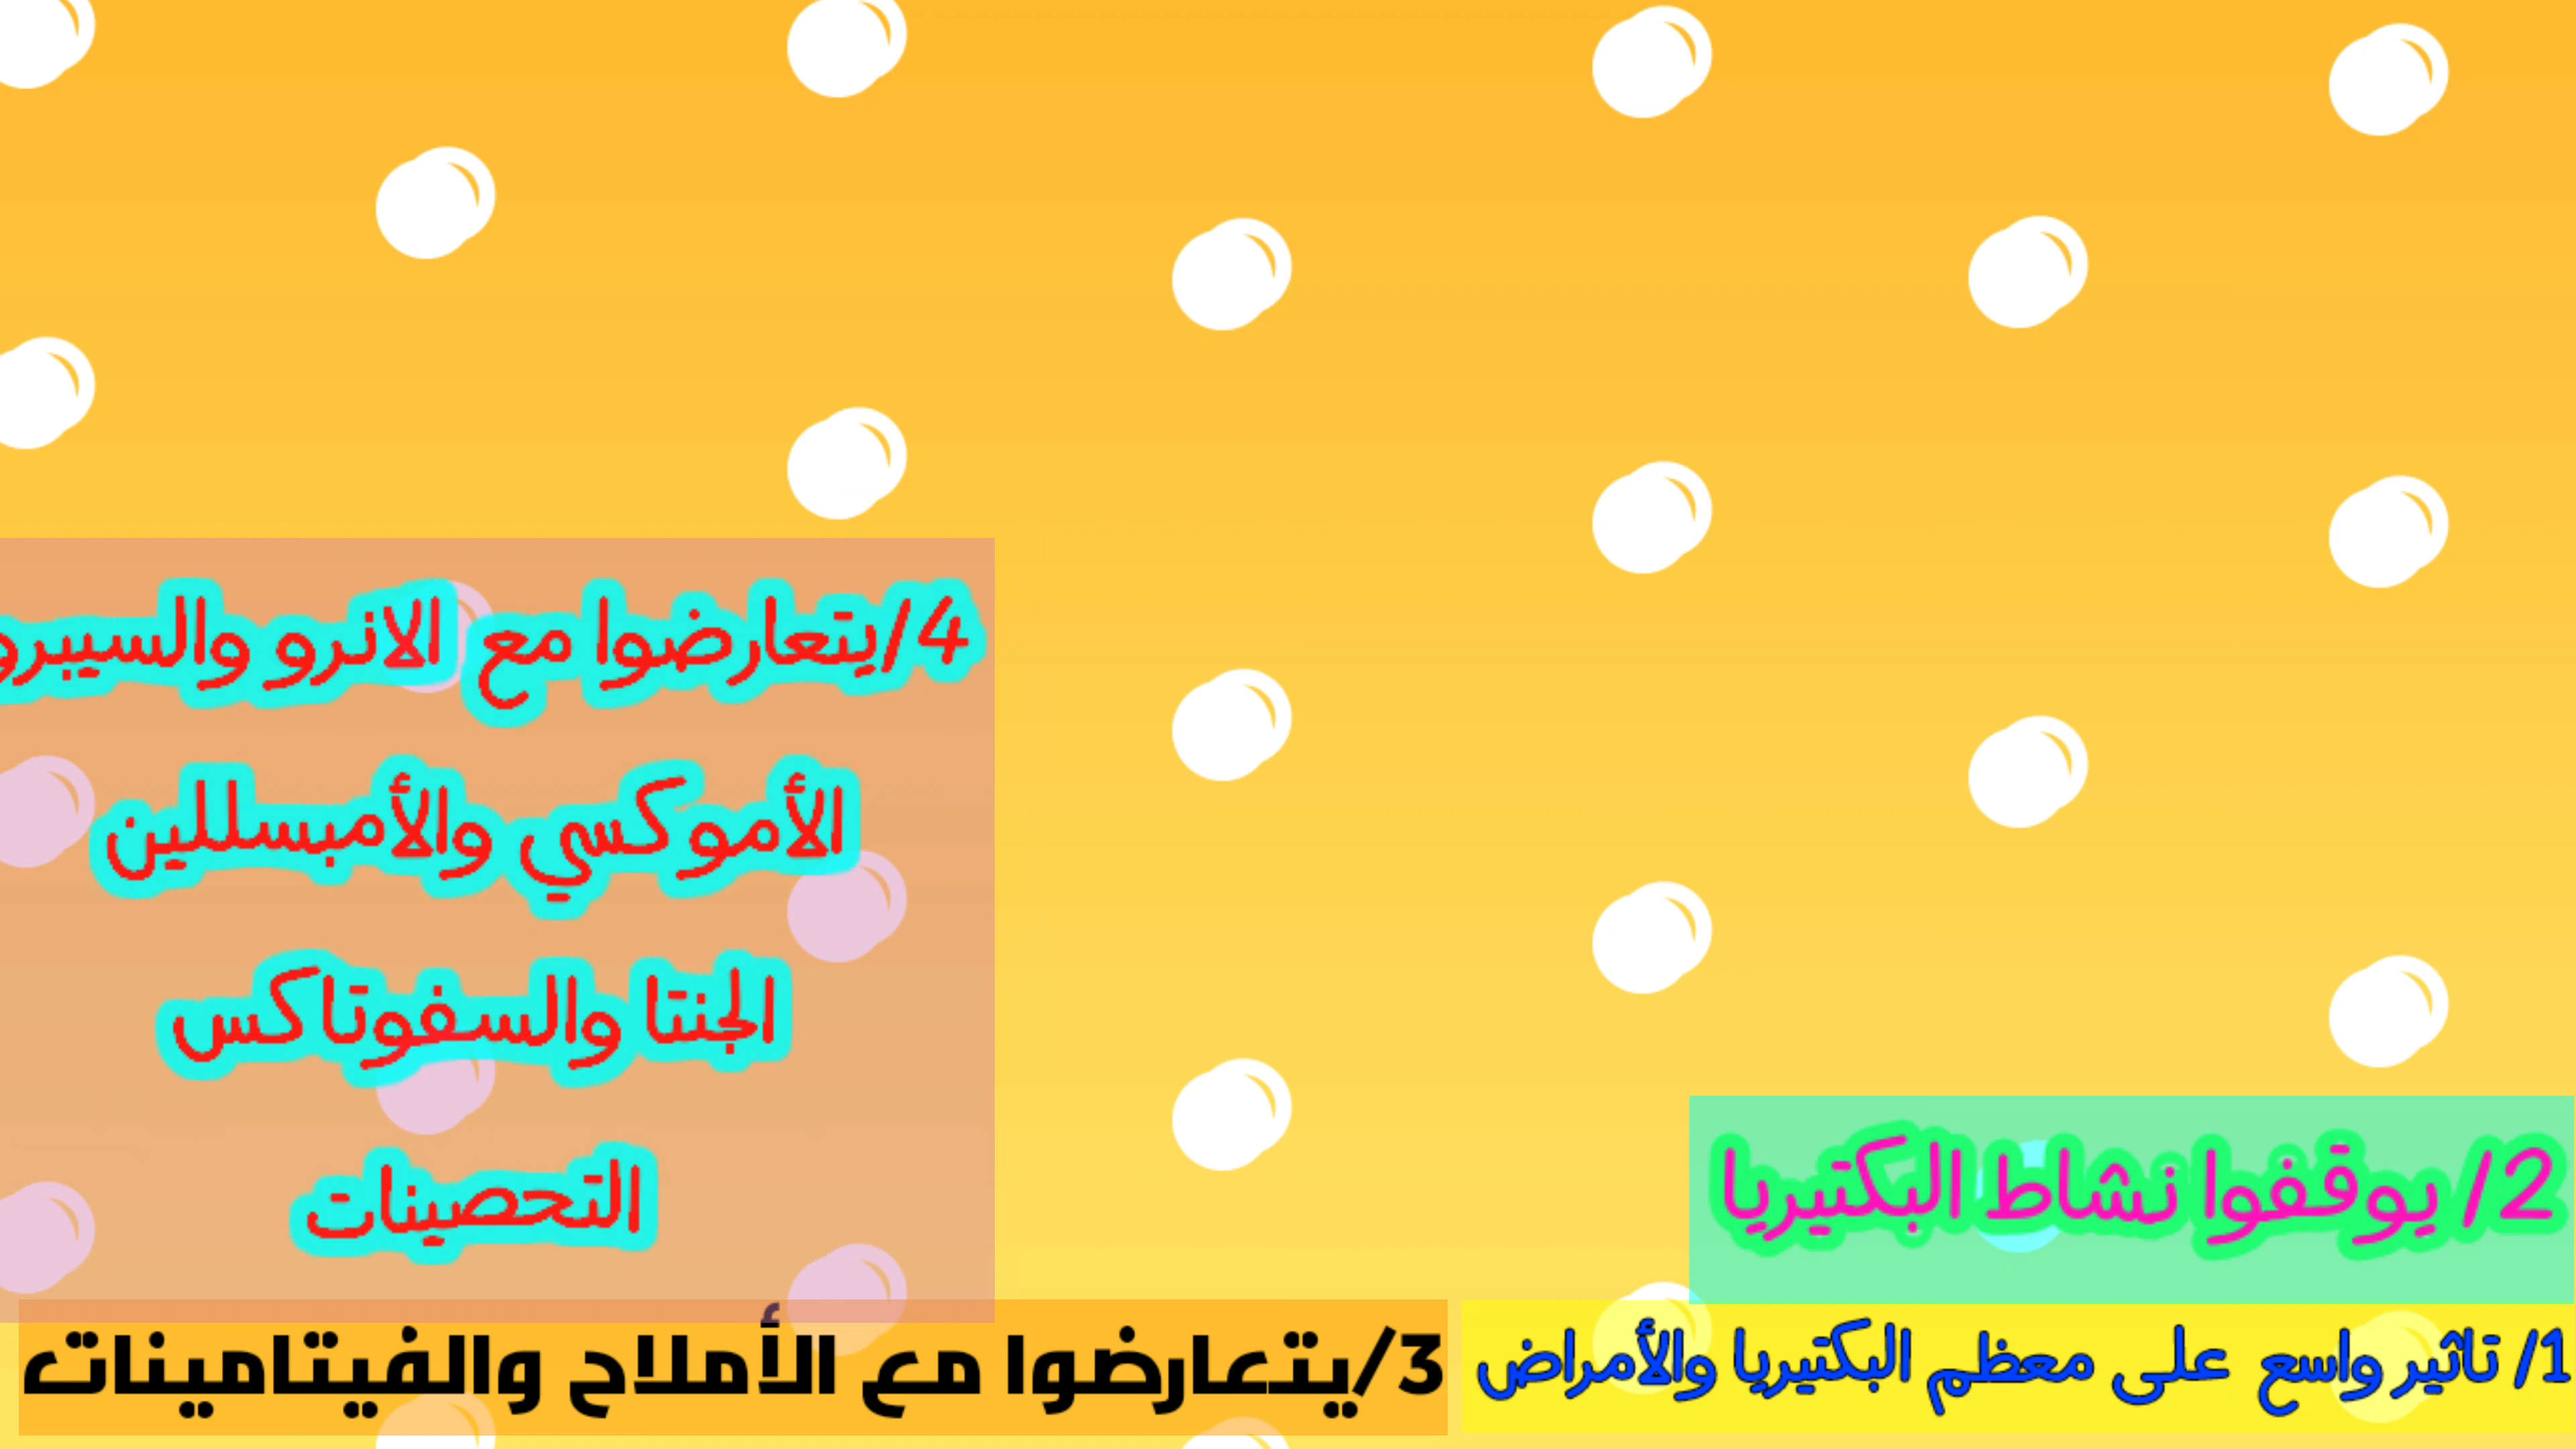 1/ تاثير واسع على معظم البكتيريا والأمراض
2/ يوقفوا نشاط البكتيريا
3/يتعارضوا مع الأملاح والفيتامينات
4/يتعارضوا مع الانرو والسيبرو
الأموكسي والأمبسللين
الجنتا والسفوتاكس
التحصينات